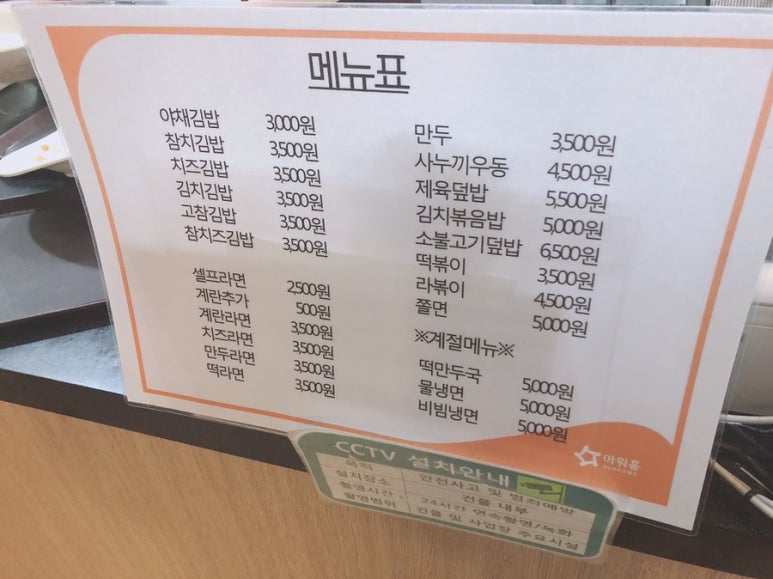 메뉴표
야채김밥 3,000원
참치김밥 3,500원
치즈김밥 3,500원
김치김밥 3,500원
고참김밥 3,500원
참치즈김밥 3,500원
셀프라면 2,500원
계란추가 500원
계란라면 3,500원
치즈라면 3,500원
만두라면 3,500원
떡라면 3,500원
만두 3,500원
사누끼우동 4,500원
제육덮밥 5,500원
김치볶음밥 5,000원
소불고기덮밥 6,500원
떡볶이 3,500원
라볶이 4,500원
쫄면 5,000원
※계절메뉴※
떡만두국 5,000원
물냉면 5,000원
비빔냉면 5,000원
아워홈
OURHOME
CCTV 설치안내
목적 안전사고 및 범죄예방
설치장소 건물 내부
촬영시간 24시간 연속촬영/녹화
촬영범위 건물 및 사업장 주요시설